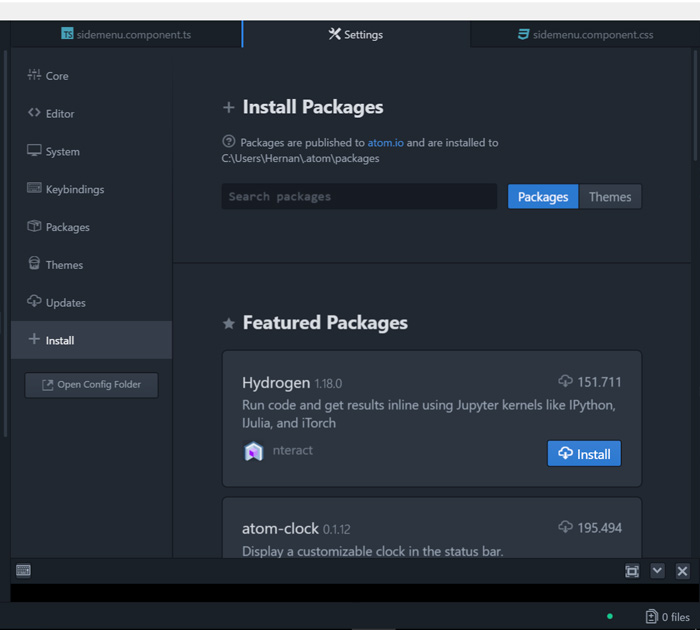 sidemenu.component.ts
Settings
sidemenu.component.css
Core
Editor
System
Keybindings
Packages
Themes
Updates
Install
Open Config Folder
Install Packages
Packages are published to atom.io and are installed to
C:\Users\Hernan\.atom\packages
Search packages
Packages
Themes
Featured Packages
Hydrogen 1.18.0
151.711
Run code and get results inline using Jupyter kernels like IPython,
IJulia, and iTorch
nteract
Install
atom-clock 0.1.12
195.494
Display a customizable clock in the status bar.
0 files